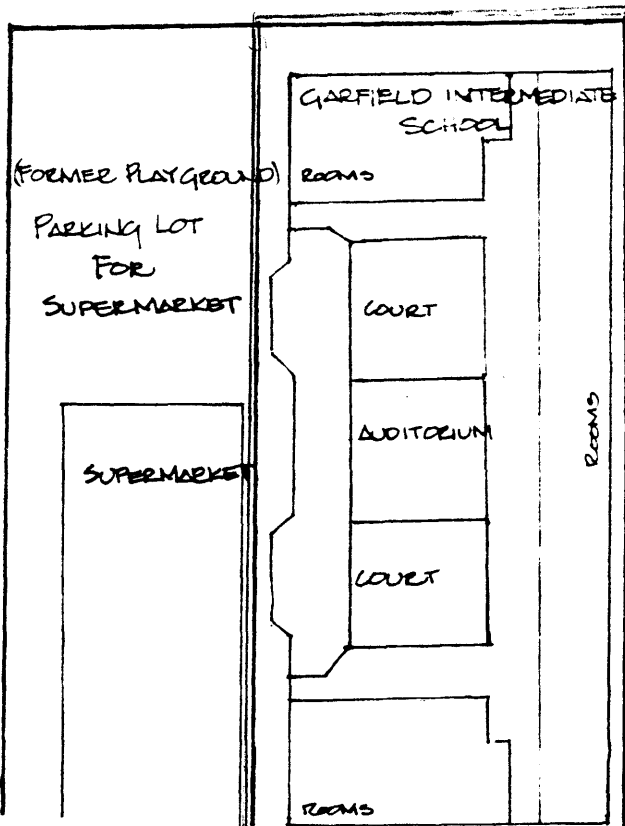 GARFIELD INTERMEDIATE
SCHOOL
(FORMER PLAYGROUND)
ROOMS
PARKING LOT
FOR
SUPERMARKET
COURT
AUDITORIUM
ROOMS
SUPERMARKET
COURT
ROOMS